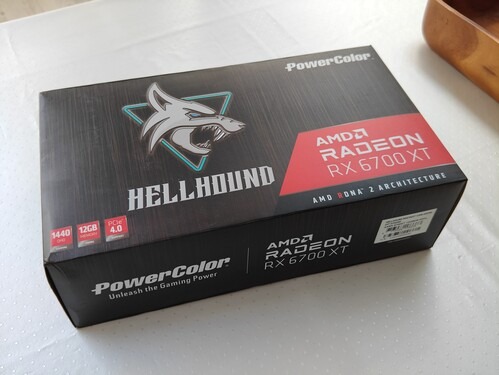 PowerColor
AMD
RADEON
RX 6700 XT
AMD RDNA 2 ARCHITECTURE
HELLHOUND
1440
12GB
PCIe
4.0
PowerColor
Unleash the Gaming Power
AMD
RADEON
RX 6700 XT